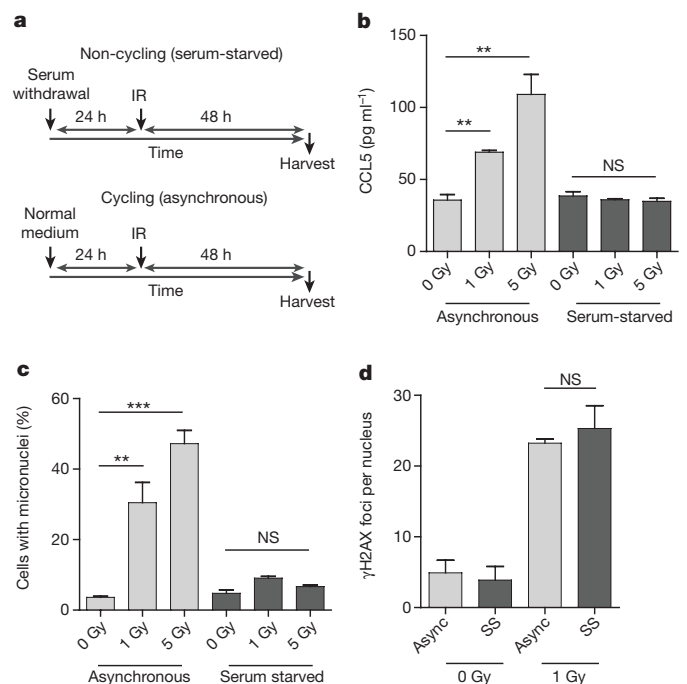 a
Non-cycling (serum-starved)
Serum
withdrawal
IR
24 h
48 h
Time
Harvest
Cycling (asynchronous)
Normal
medium
IR
24 h
48 h
Time
Harvest
b
CCL5 (pg ml⁻¹)
150
100
50
0
**
**
NS
0 Gy
1 Gy
5 Gy
0 Gy
1 Gy
5 Gy
Asynchronous
Serum-starved
c
Cells with micronuclei (%)
60
40
20
0
***
**
NS
0 Gy
1 Gy
5 Gy
0 Gy
1 Gy
5 Gy
Asynchronous
Serum starved
d
γH2AX foci per nucleus
30
20
10
0
NS
Async
SS
Async
SS
0 Gy
1 Gy